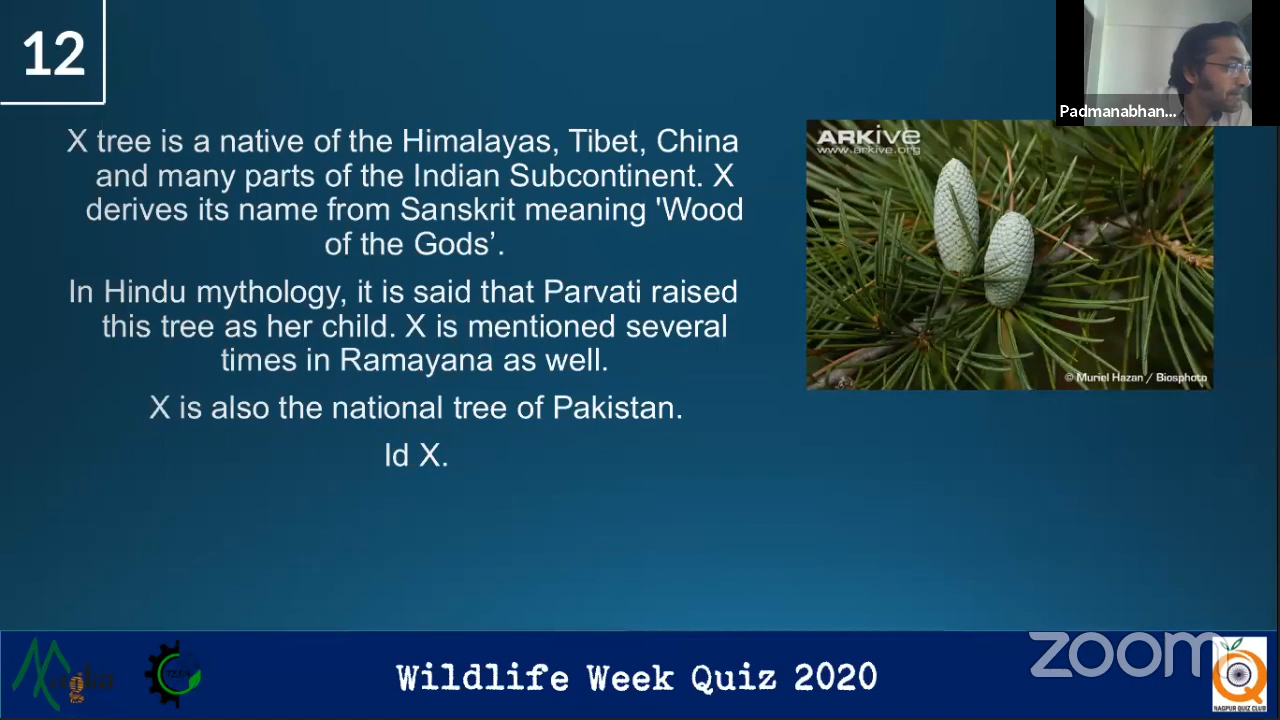 12
X tree is a native of the Himalayas, Tibet, China
and many parts of the Indian Subcontinent. X
derives its name from Sanskrit meaning 'Wood
of the Gods’.
In Hindu mythology, it is said that Parvati raised
this tree as her child. X is mentioned several
times in Ramayana as well.
X is also the national tree of Pakistan.
Id X.
Padmanabhan...
ARKive
www.arkive.org
© Muriel Hazan / Biosphoto
Wildlife Week Quiz 2020
zoom
NAGPUR QUIZ CLUB